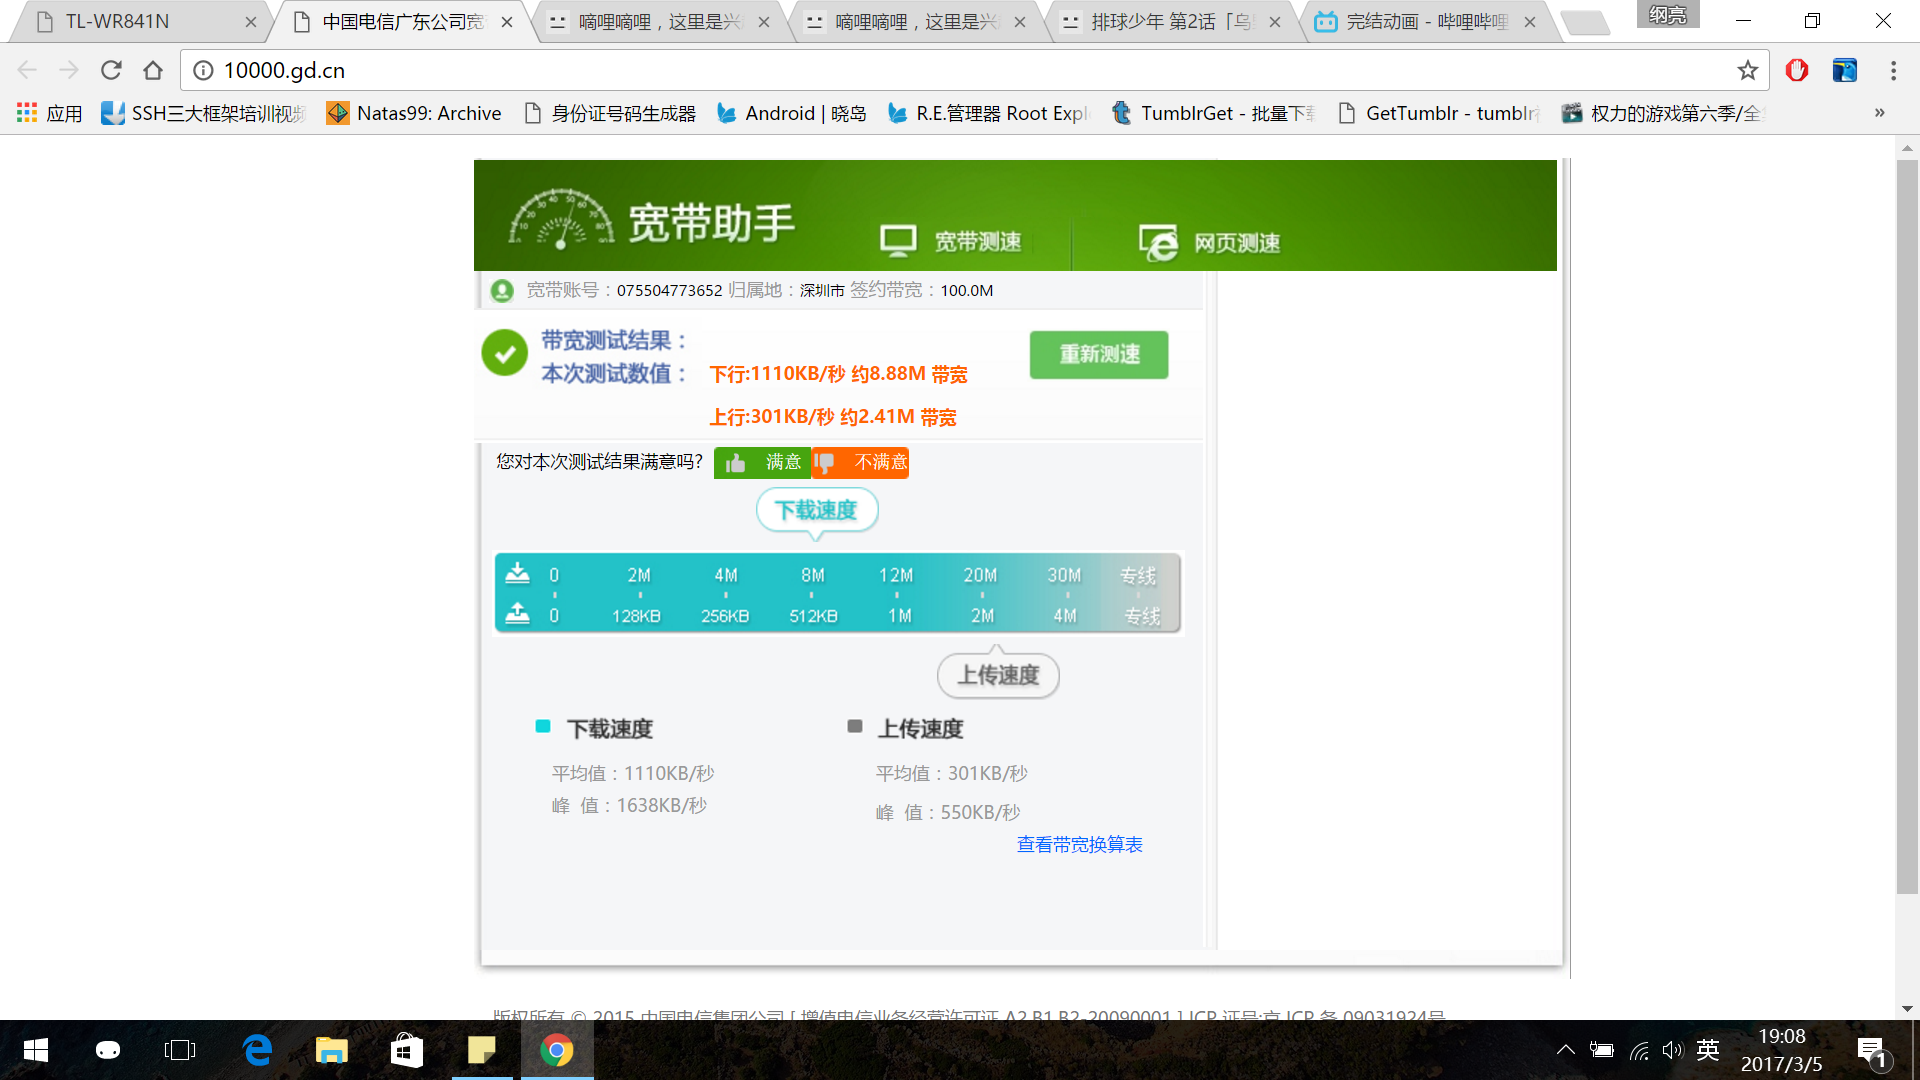 TL-WR841N
中国电信广东公司宽
嘀哩嘀哩，这里是兴
嘀哩嘀哩，这里是兴
排球少年 第2话「乌
完结动画 - 哔哩哔哩
纲亮
10000.gd.cn
应用
SSH三大框架培训视频
Natas99: Archive
身份证号码生成器
Android | 晓岛
R.E.管理器 Root Expl
TumblrGet - 批量下载
GetTumblr - tumblr
权力的游戏第六季/全
»
宽带助手
宽带测速
网页测速
宽带账号：075504773652 归属地：深圳市 签约带宽：100.0M
带宽测试结果：
本次测试数值：
下行:1110KB/秒 约8.88M 带宽
上行:301KB/秒 约2.41M 带宽
重新测速
您对本次测试结果满意吗?
满意
不满意
下载速度
0 2M 4M 8M 12M 20M 30M 专线
0 128KB 256KB 512KB 1M 2M 4M 专线
上传速度
下载速度
平均值：1110KB/秒
峰 值：1638KB/秒
上传速度
平均值：301KB/秒
峰 值：550KB/秒
查看带宽换算表
版权所有 © 2015 中国电信集团公司 [ 增值电信业务经营许可证 A2.B1.B2-20090001 ] ICP 证号:京 ICP 备 09031924号
英
19:08
2017/3/5
1